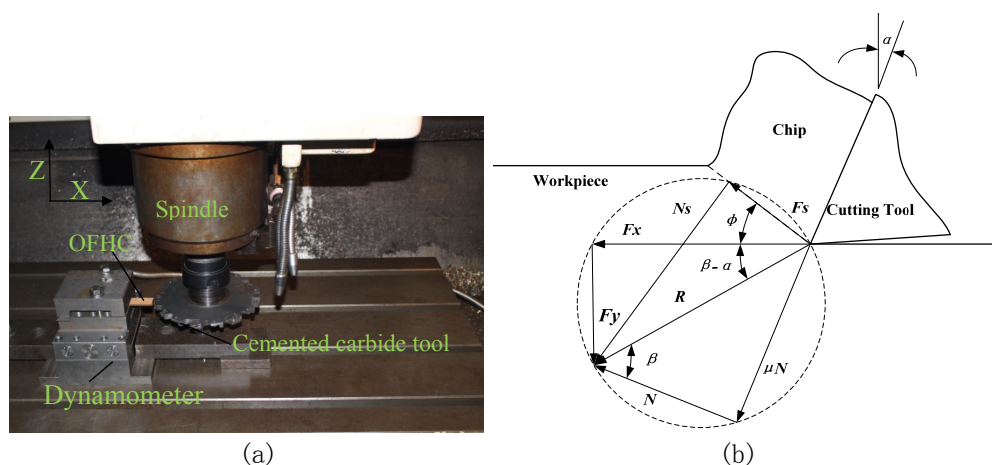 Z
X
Spindle
OFHC
Cemented carbide tool
Dynamometer
(a)
α
Chip
Workpiece
Cutting Tool
Ns
Fs
ϕ
Fx
β-α
R
Fy
β
N
μN
(b)